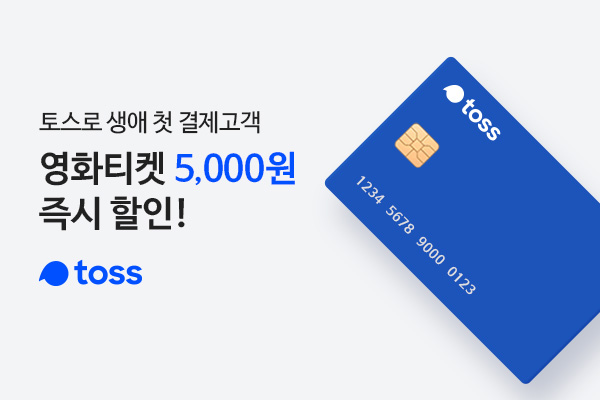 토스로 생애 첫 결제고객
영화티켓 5,000원
즉시 할인!
toss
toss
1234 5678 9000 0123